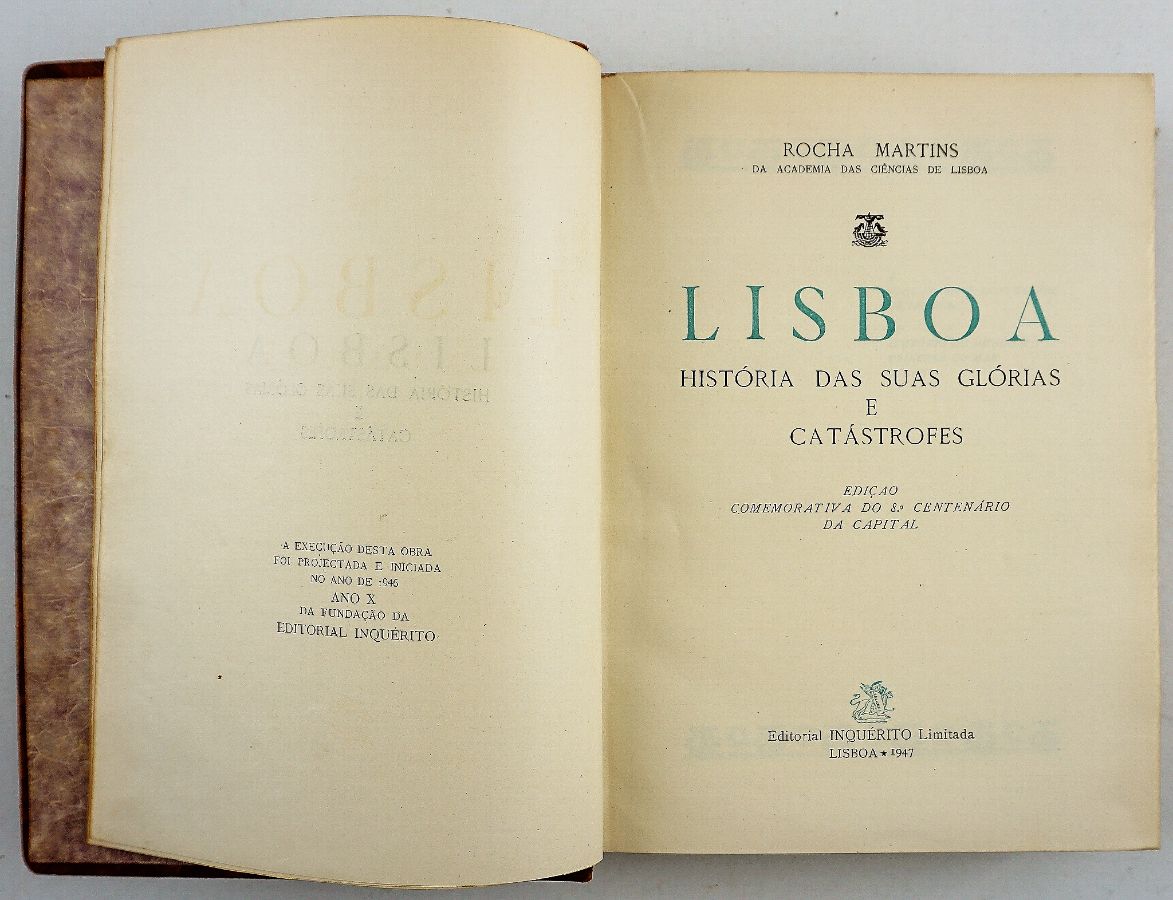 A EXECUÇÃO DESTA OBRA
FOI PROJECTADA E INICIADA
NO ANO DE 1946
ANO X
DA FUNDAÇÃO DA
EDITORIAL INQUÉRITO
ROCHA MARTINS
DA ACADEMIA DAS CIÊNCIAS DE LISBOA
LISBOA
HISTÓRIA DAS SUAS GLÓRIAS
E
CATÁSTROFES
EDIÇAO
COMEMORATIVA DO 8.º CENTENÁRIO
DA CAPITAL
Editorial INQUÉRITO Limitada
LISBOA ★ 1947